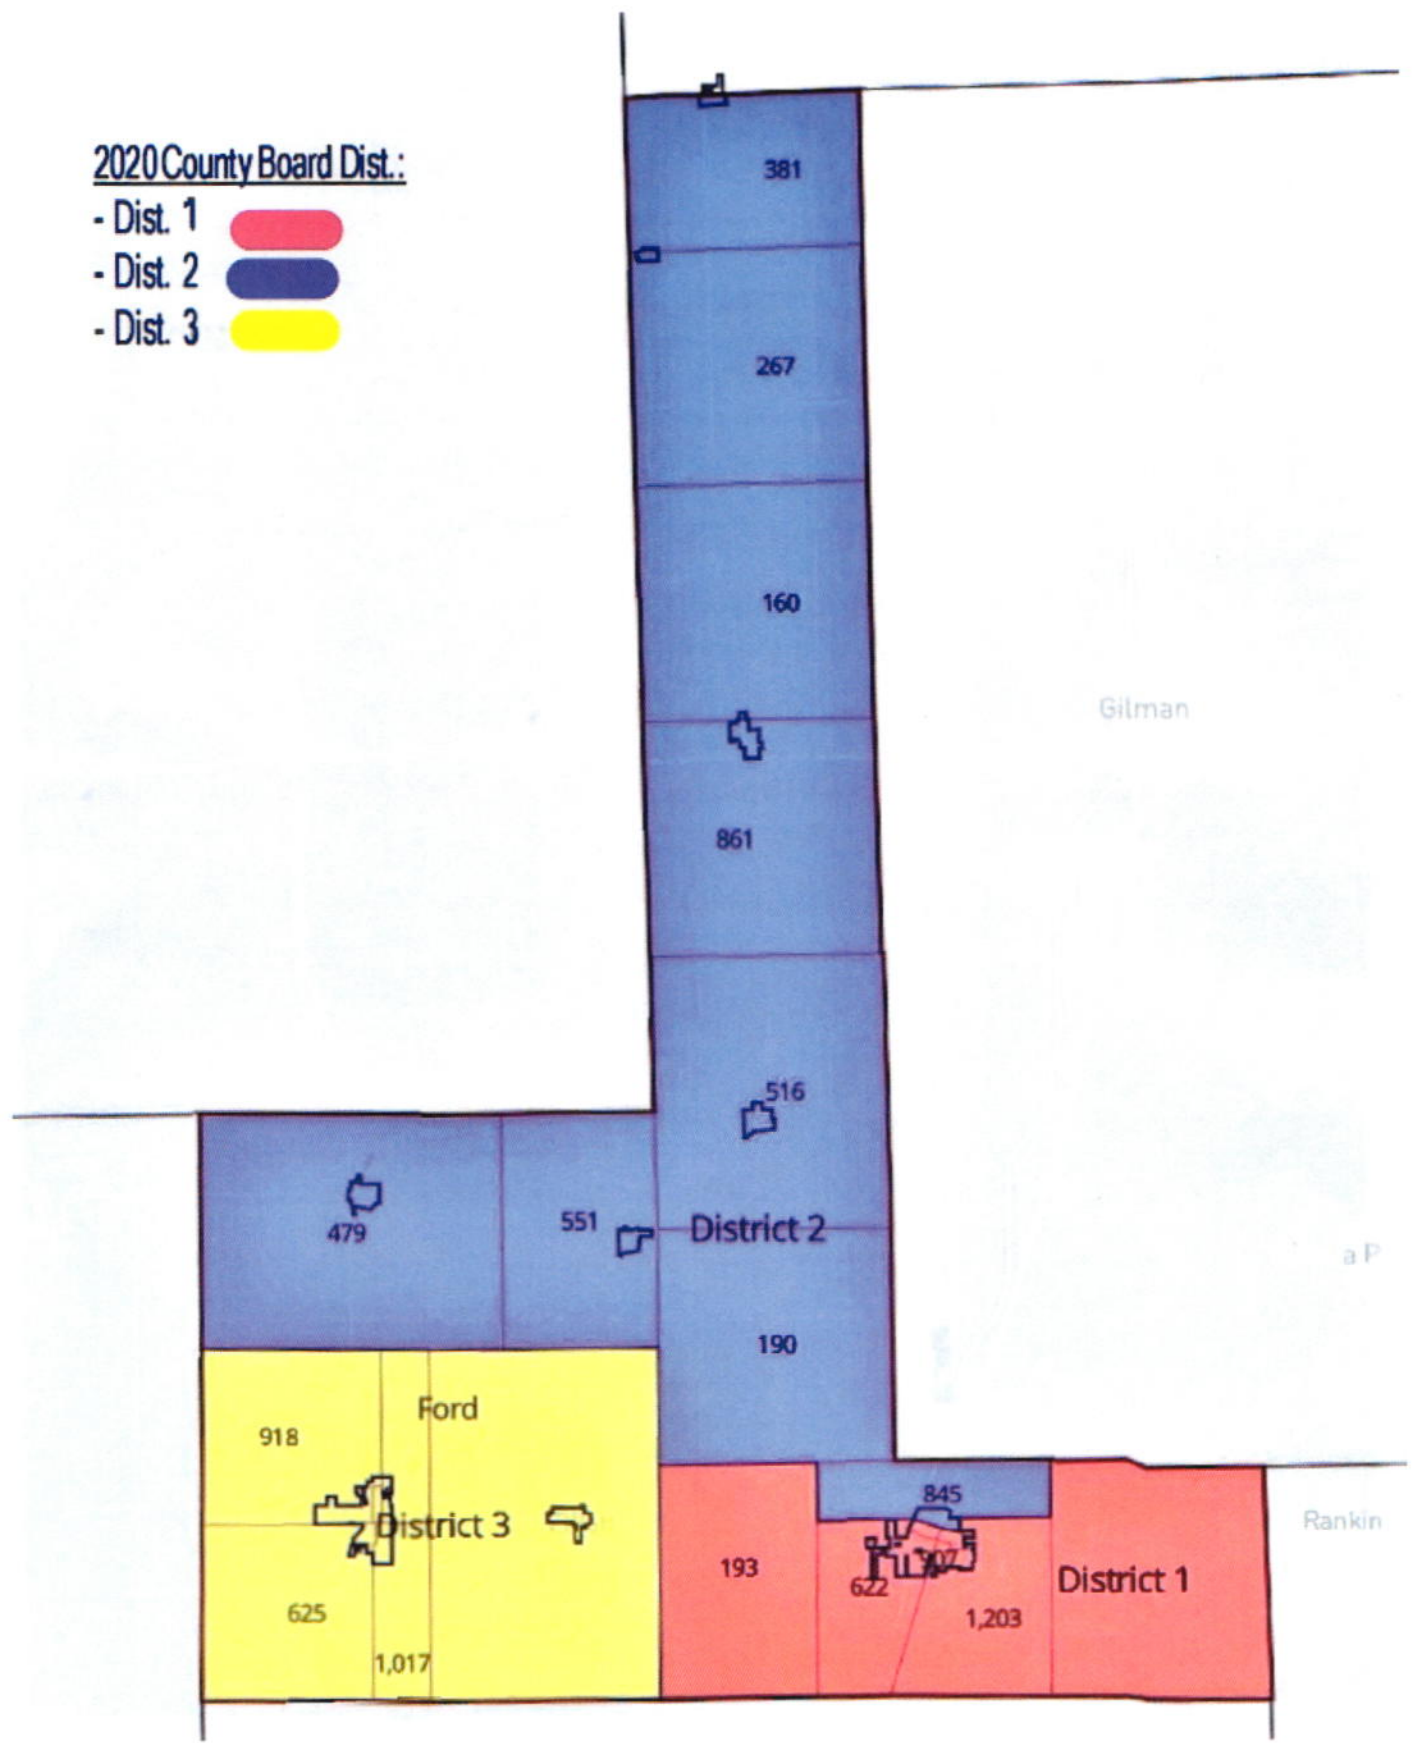 2020 County Board Dist.:
- Dist. 1
- Dist. 2
- Dist. 3
381
267
160
Gilman
861
516
479
551
District 2
a P
190
Ford
918
845
District 3
Rankin
193
907
622
District 1
625
1,203
1,017